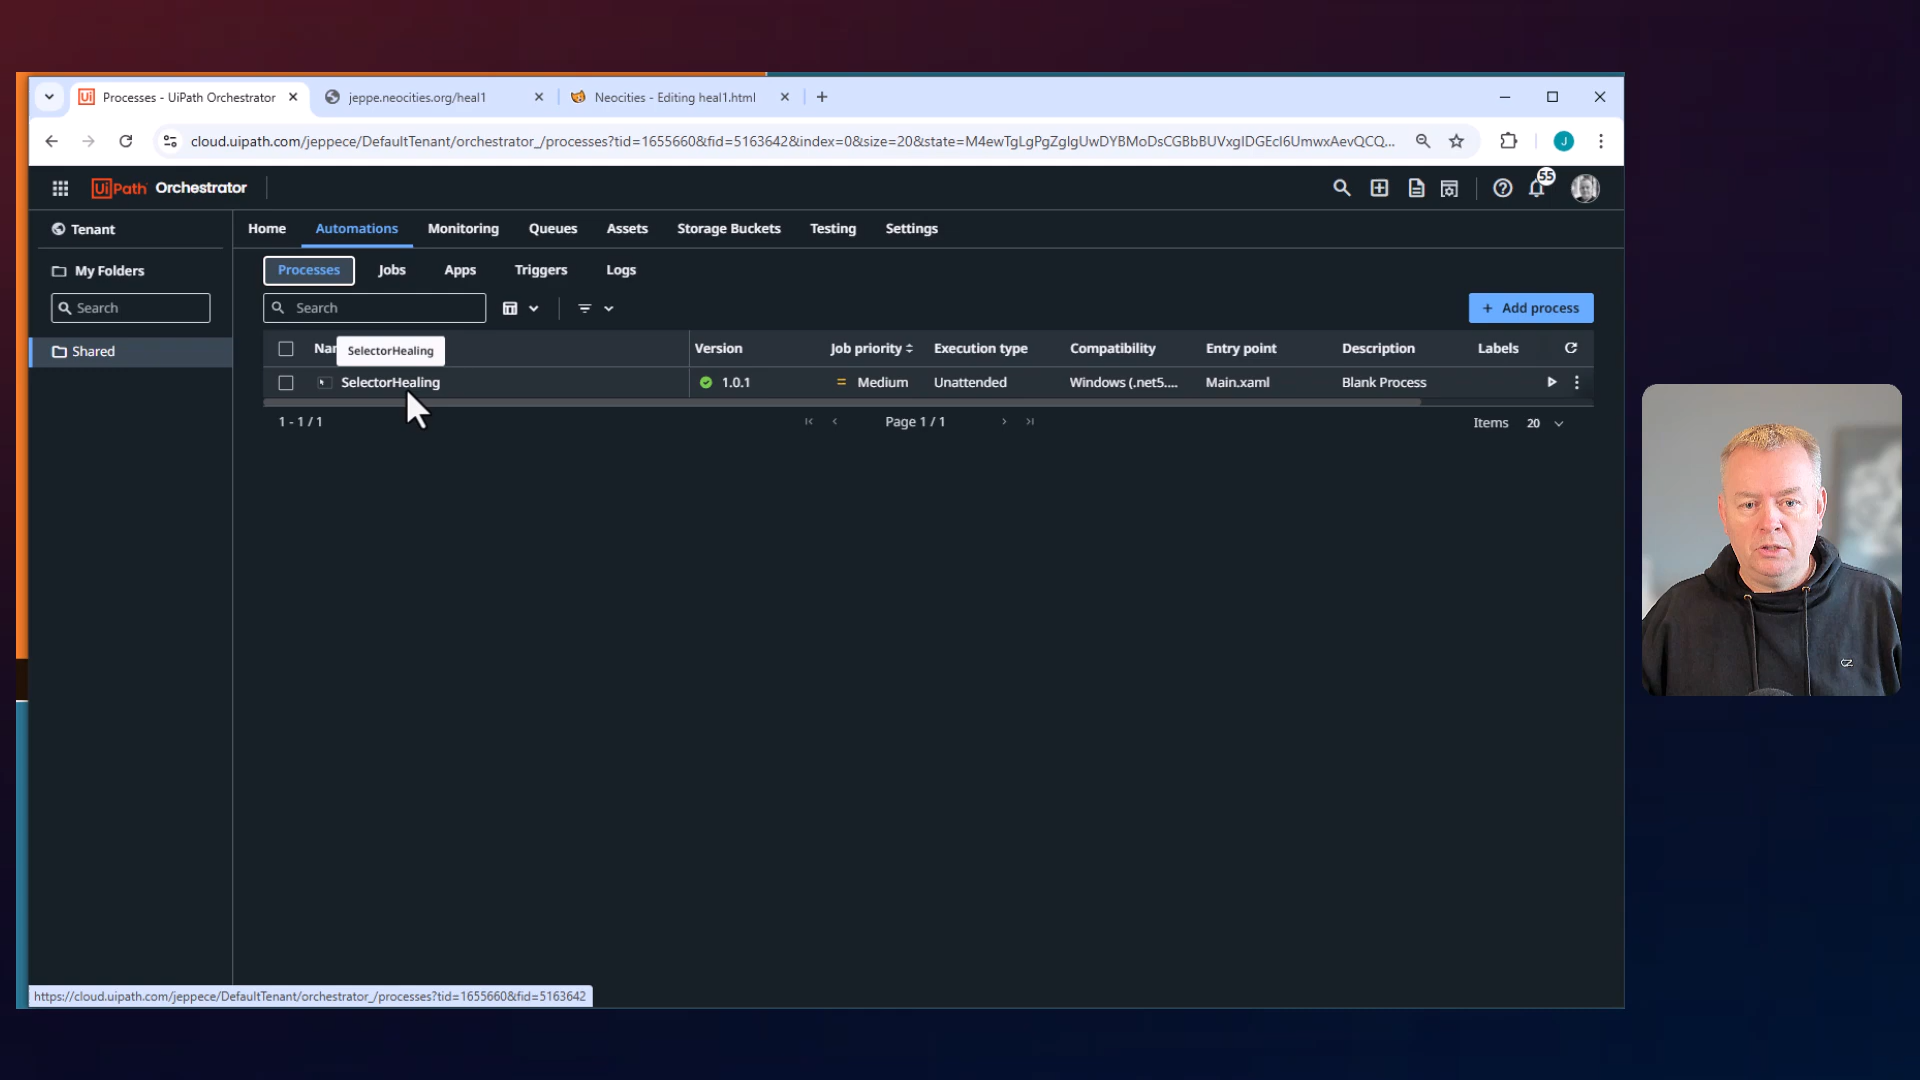 Processes - UiPath Orchestrator
jeppe.neocities.org/heal1
Neocities - Editing heal1.html
cloud.uipath.com/jeppece/DefaultTenant/orchestrator_/processes?tid=1655660&fid=5163642&index=0&size=20&state=M4ewTgLgPgZglgUwDYBMoDsCGBbBUVxgIDGEcI6UmwxAevQCQ...
J
UiPath Orchestrator
55
Tenant
Home
Automations
Monitoring
Queues
Assets
Storage Buckets
Testing
Settings
My Folders
Processes
Jobs
Apps
Triggers
Logs
Search
Search
+ Add process
Shared
Nar
SelectorHealing
Version
Job priority
Execution type
Compatibility
Entry point
Description
Labels
SelectorHealing
1.0.1
Medium
Unattended
Windows (.net5....
Main.xaml
Blank Process
1 - 1 / 1
Page 1 / 1
Items 20
https://cloud.uipath.com/jeppece/DefaultTenant/orchestrator_/processes?tid=1655660&fid=5163642